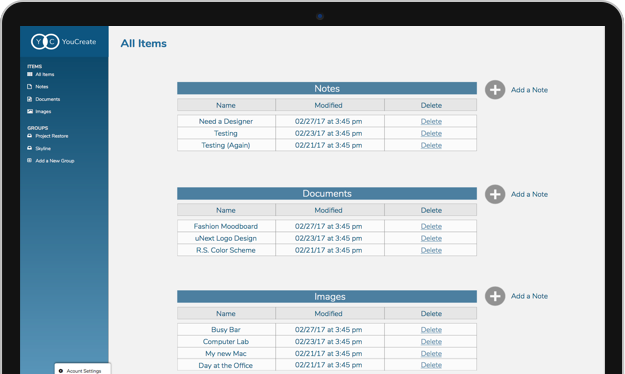 YC YouCreate
All Items
ITEMS
All Items
Notes
Documents
Images
GROUPS
Project Restore
Skyline
Add a New Group
Acount Settings
Notes
Add a Note
Name Modified Delete
Need a Designer 02/27/17 at 3:45 pm Delete
Testing 02/23/17 at 3:45 pm Delete
Testing (Again) 02/21/17 at 3:45 pm Delete
Documents
Add a Note
Name Modified Delete
Fashion Moodboard 02/27/17 at 3:45 pm Delete
uNext Logo Design 02/23/17 at 3:45 pm Delete
R.S. Color Scheme 02/21/17 at 3:45 pm Delete
Images
Add a Note
Name Modified Delete
Busy Bar 02/27/17 at 3:45 pm Delete
Computer Lab 02/23/17 at 3:45 pm Delete
My new Mac 02/21/17 at 3:45 pm Delete
Day at the Office 02/21/17 at 3:45 pm Delete